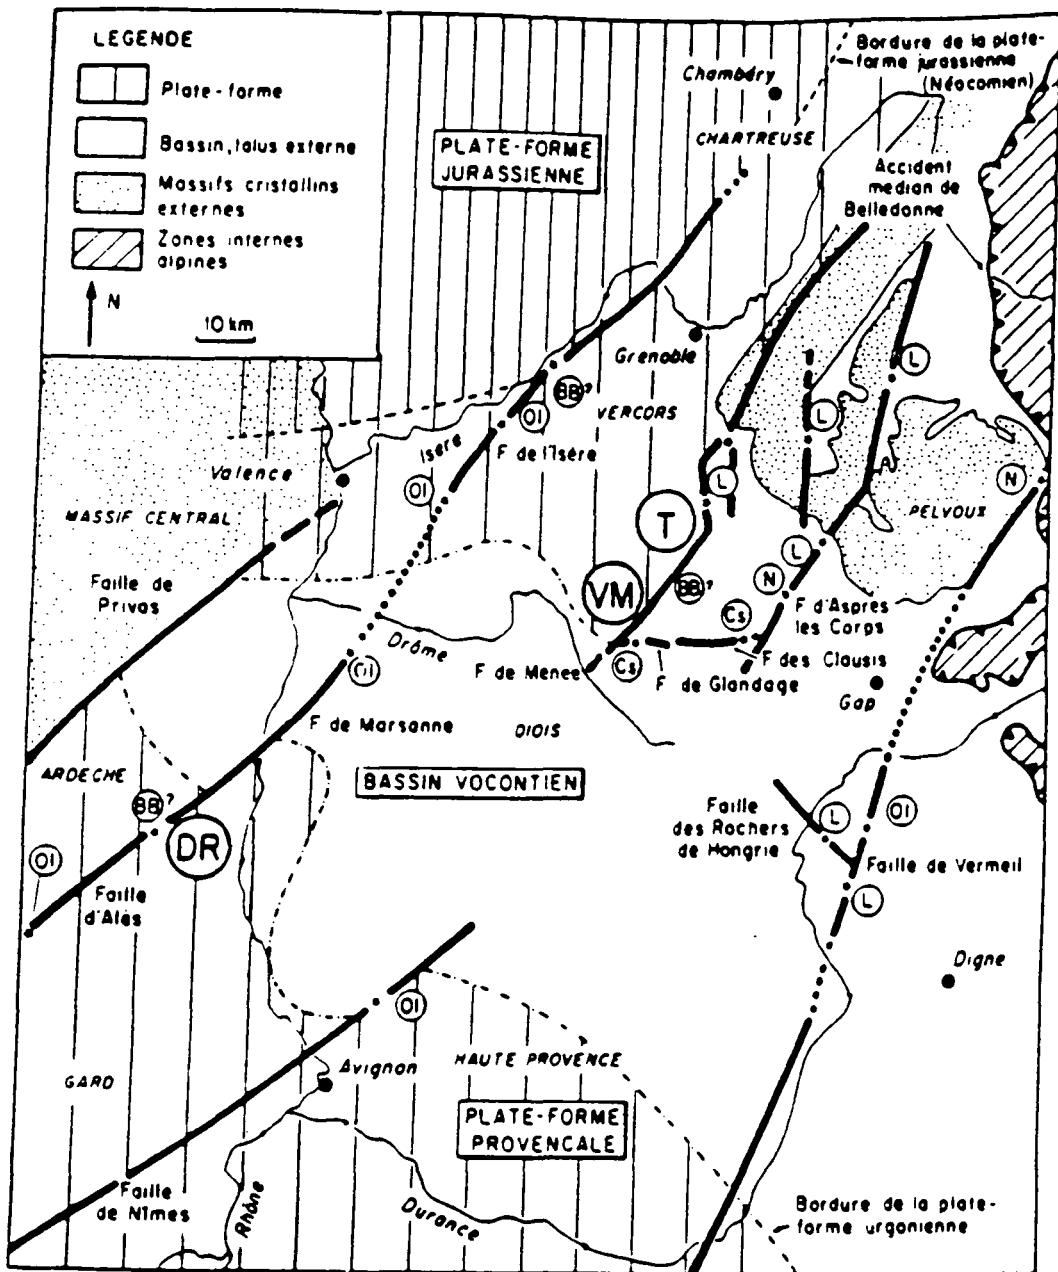 LEGENDE
Plate-forme
Bassin, talus externe
Massifs cristallins
externes
Zones internes
alpines
N
10 km
Bordure de la plate-
forme jurassienne
(Néocomien)
Chambéry
CHARTREUSE
PLATE-FORME
JURASSIENNE
Accident
median de
Belledonne
Grenoble
L
BB?
VERCORS
OI
L
Isère
F de l'Isère
Valence
OI
L
N
MASSIF CENTRAL
T
PELVOUX
L
Faille de
Privas
VM
BB?
N
Cs
F d'Aspres
les Corps
Drôme
OI
F de Menée
Cs
F des Clausis
F de Glandage
Gap
F de Marsanne
DIOIS
ARDECHE
BASSIN VOCONTIEN
BB?
DR
Faille
des Rochers
de Hongrie
L
OI
OI
Faille de Vermeil
Faille
d'Alès
L
Digne
OI
HAUTE PROVENCE
Avignon
GARD
PLATE-FORME
PROVENCALE
Faille
de Nîmes
Rhône
Durance
Bordure de la plate-
forme urgonienne